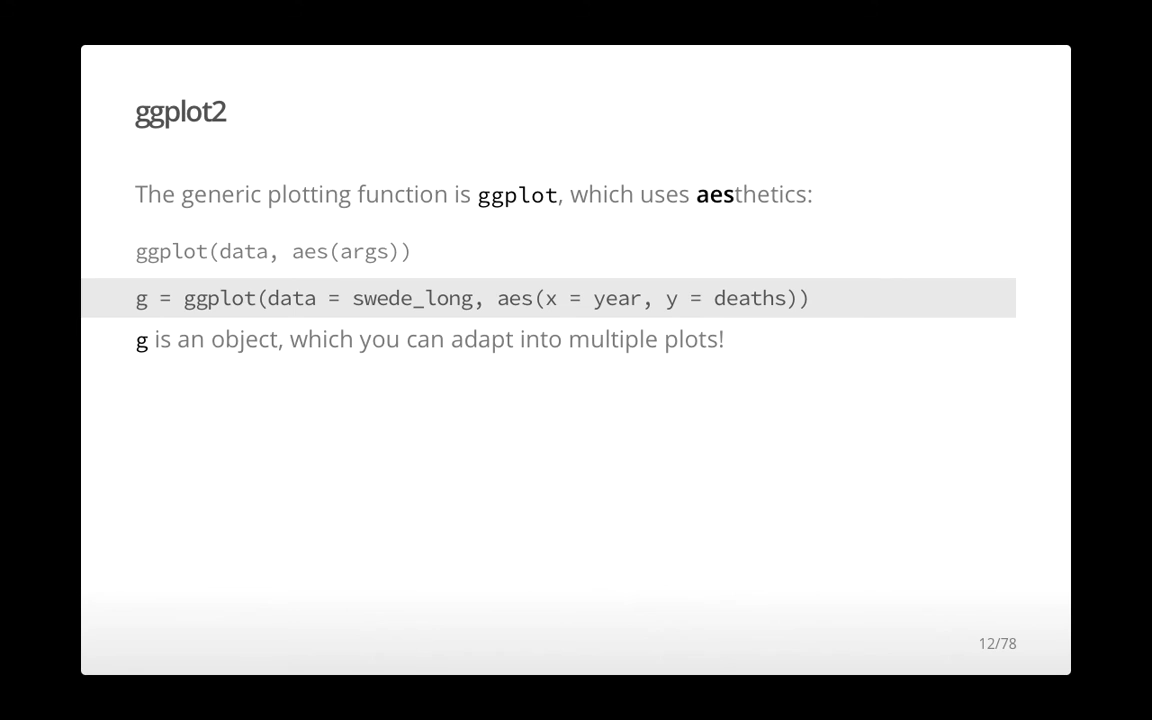 ggplot2
The generic plotting function is ggplot, which uses aesthetics:
ggplot(data, aes(args))
g = ggplot(data = swede_long, aes(x = year, y = deaths))
g is an object, which you can adapt into multiple plots!
12/78